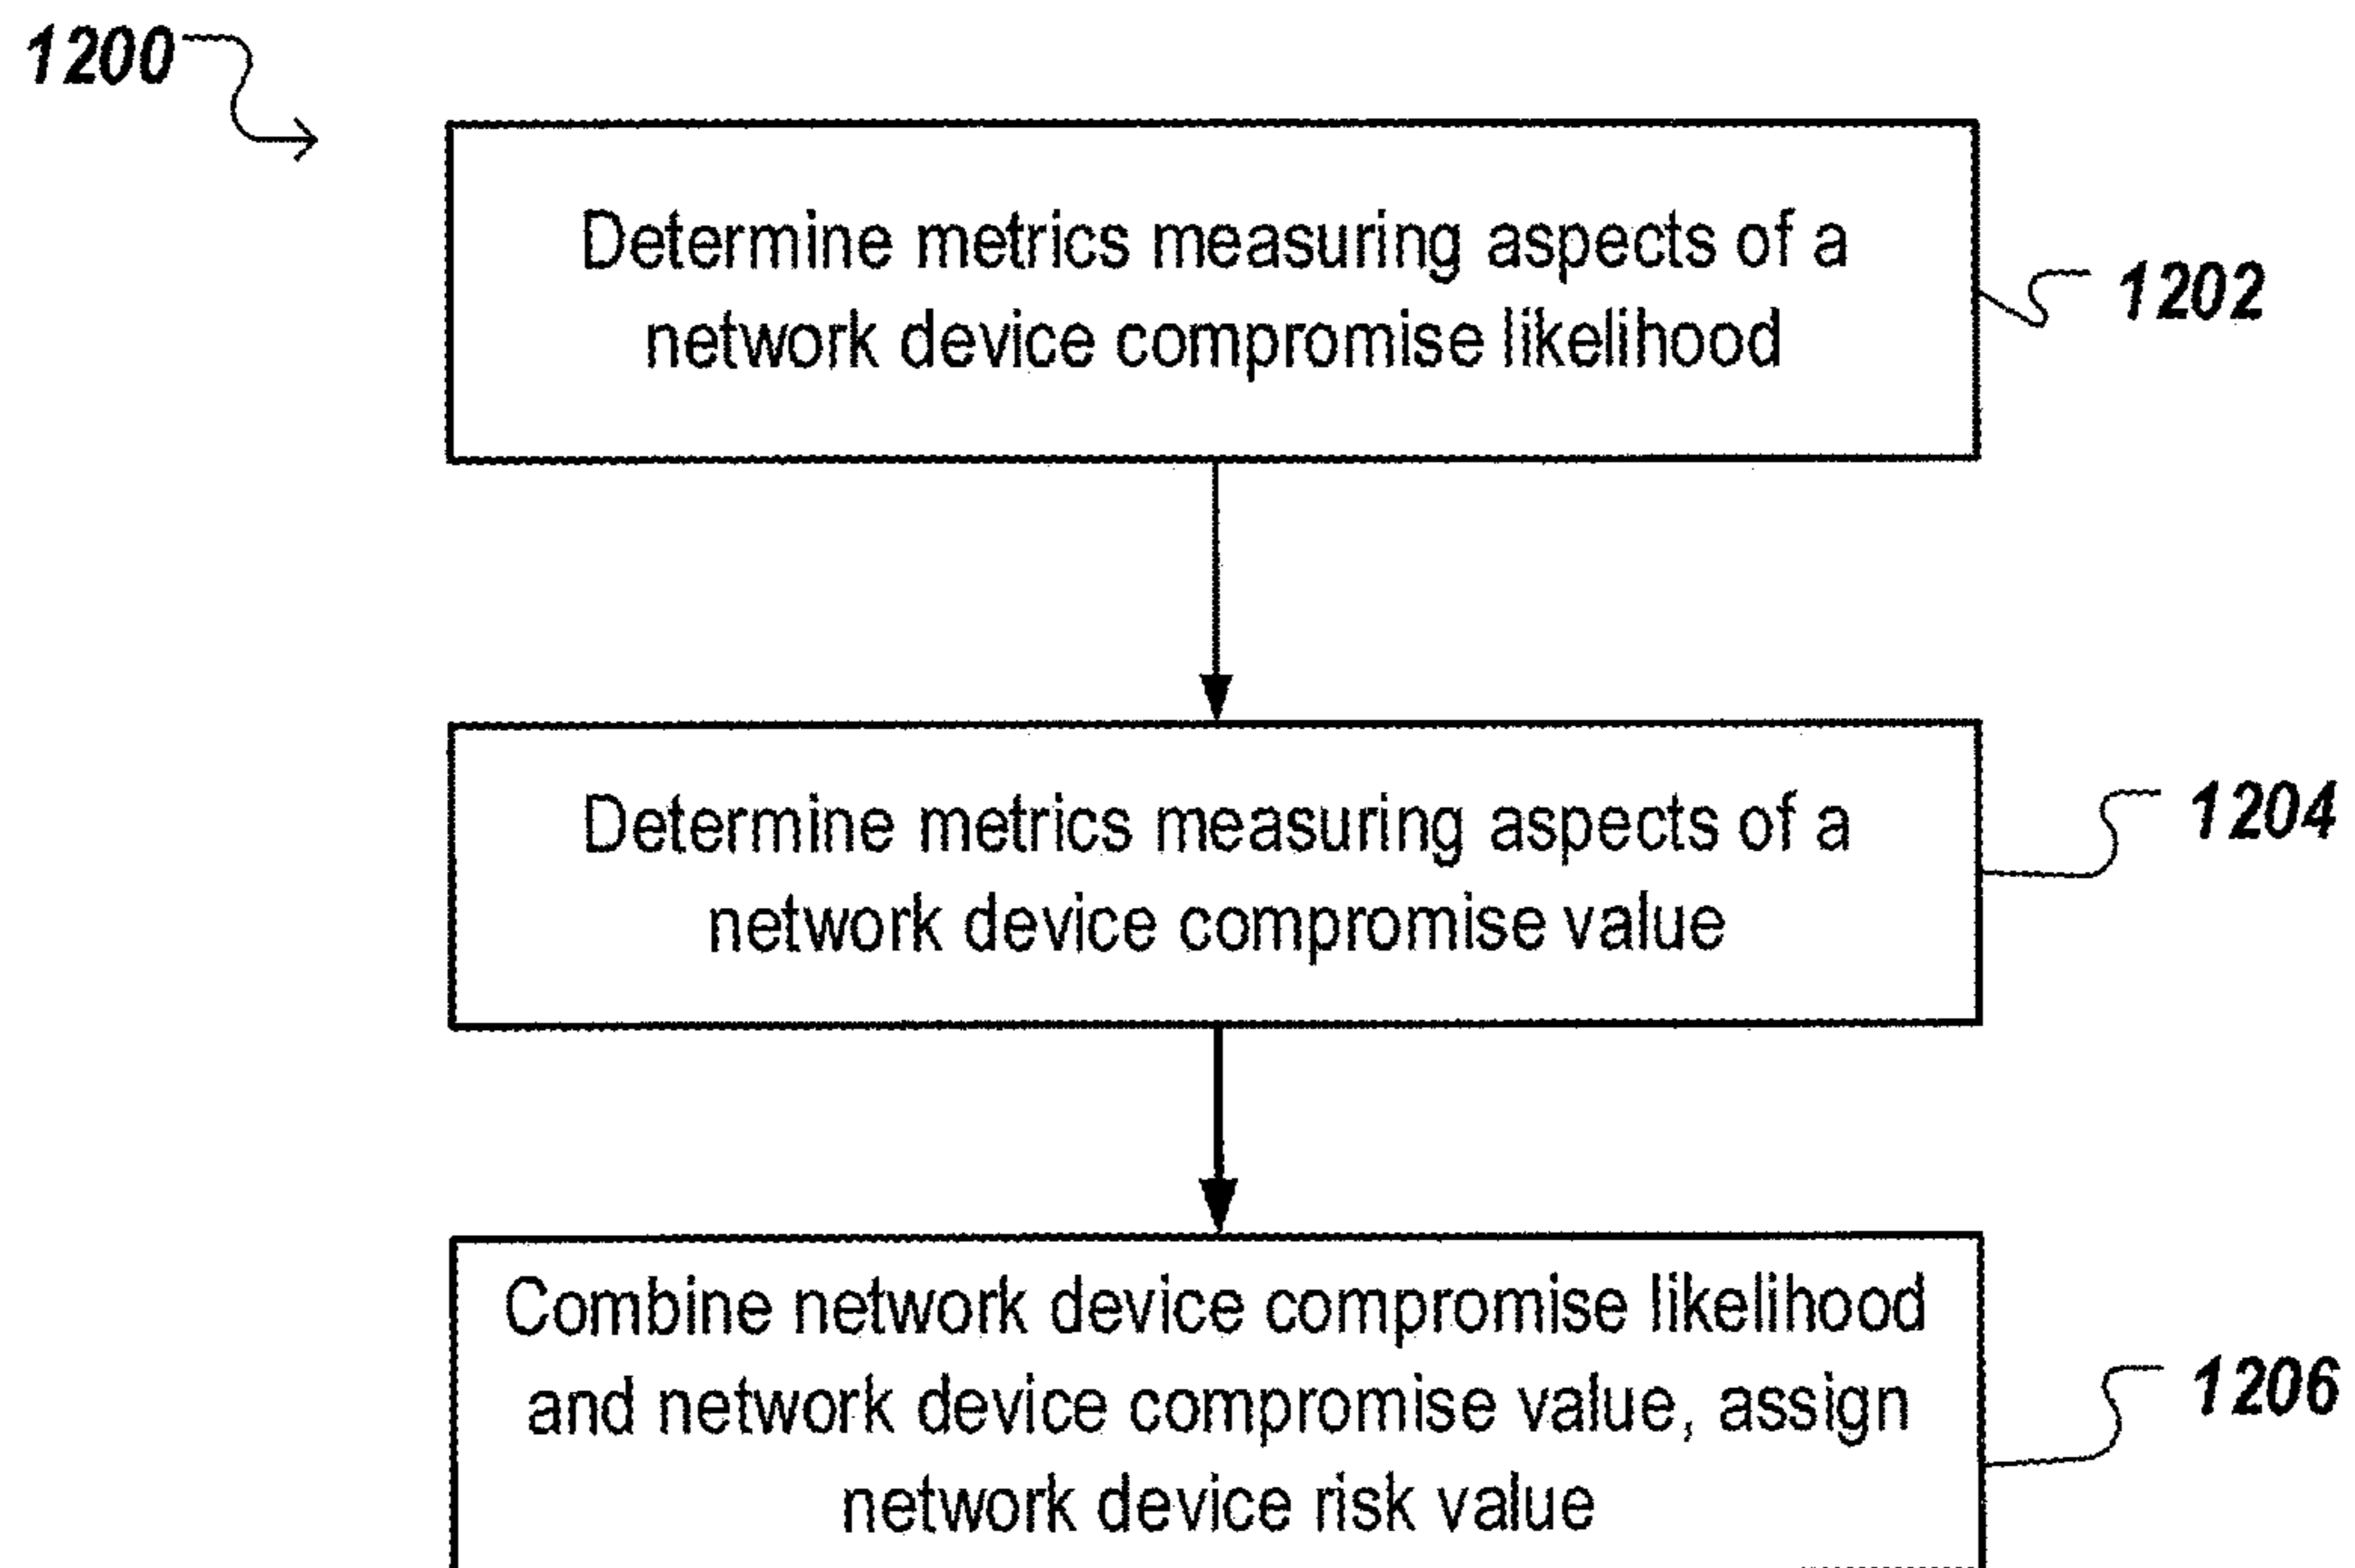 1200
Determine metrics measuring aspects of a
network device compromise likelihood
1202
Determine metrics measuring aspects of a
network device compromise value
1204
Combine network device compromise likelihood
and network device compromise value, assign
network device risk value
1206